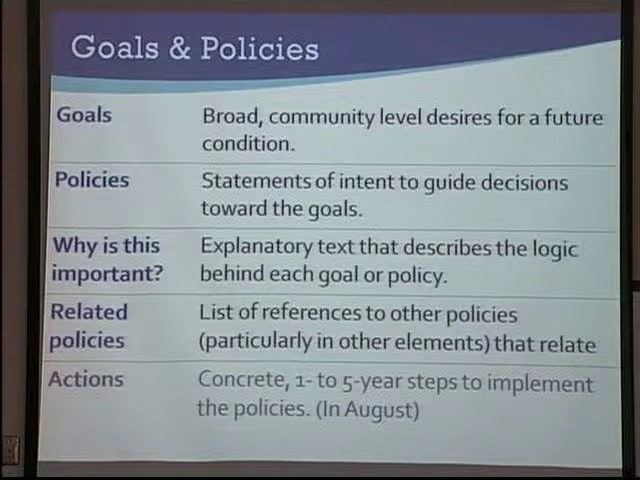 Goals & Policies
Goals
Broad, community level desires for a future
condition.
Policies
Statements of intent to guide decisions
toward the goals.
Why is this
important?
Explanatory text that describes the logic
behind each goal or policy.
Related
policies
List of references to other policies
(particularly in other elements) that relate
Actions
Concrete, 1- to 5-year steps to implement
the policies. (In August)